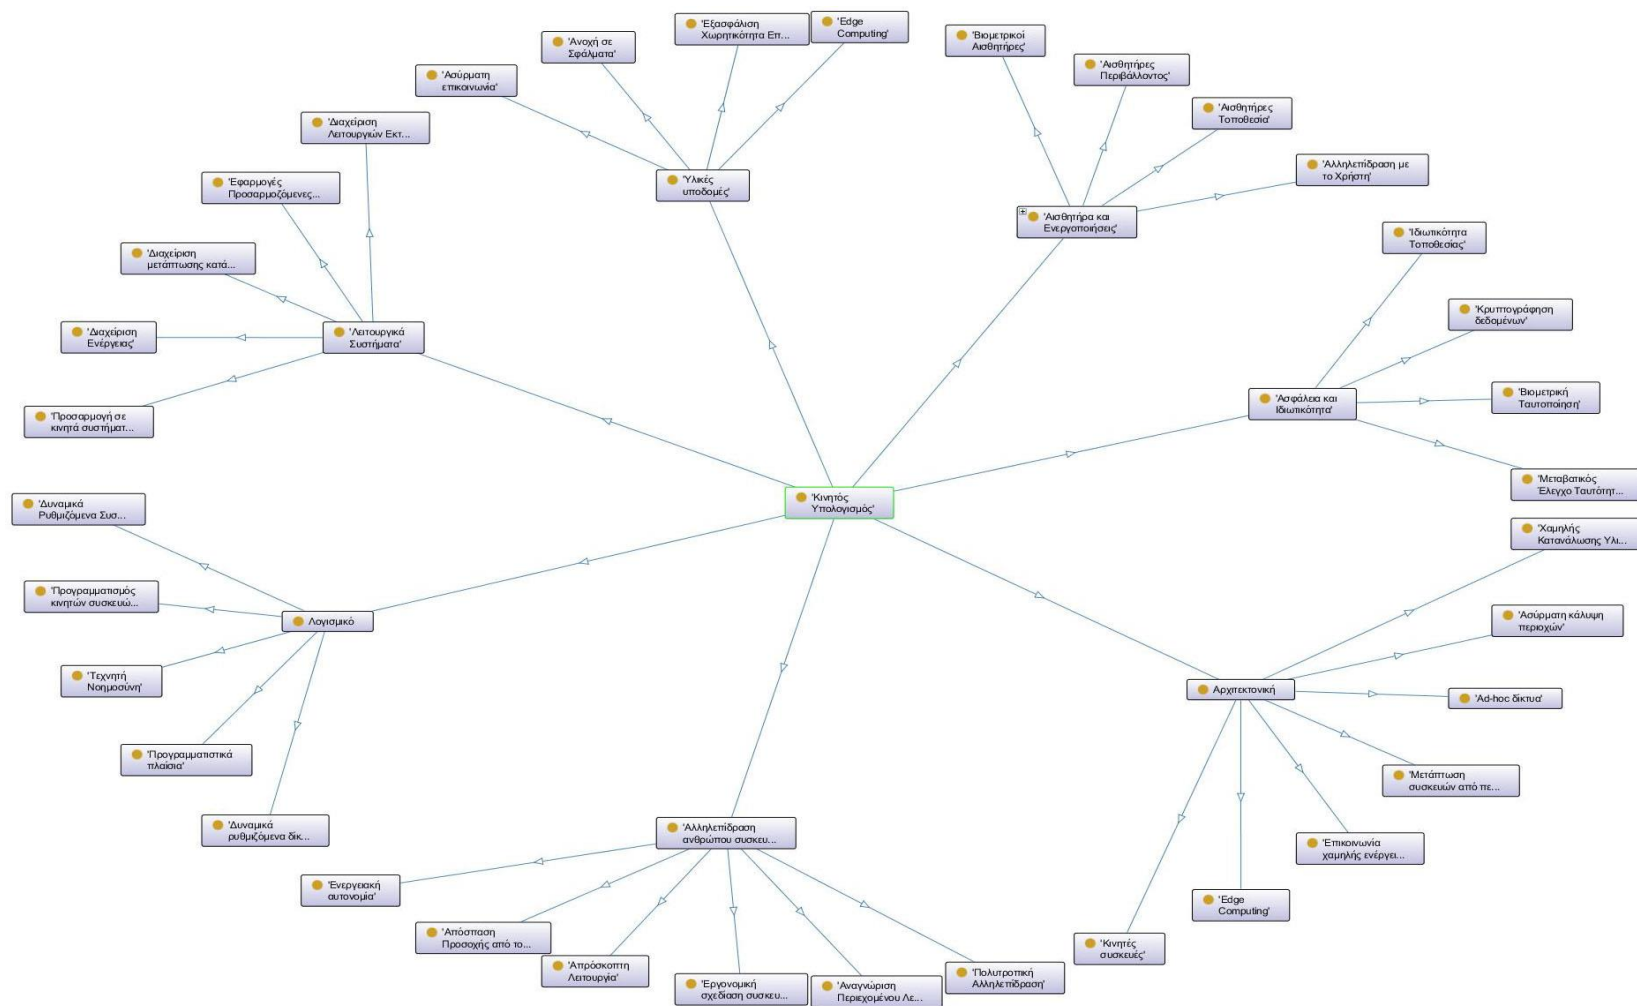 'Βιομετρικοί
Αισθητήρες'
'Εξασφάλιση
Χωρητικότητα Επ...
'Edge
Computing'
'Ανοχή σε
Σφάλματα'
'Αισθητήρες
Περιβάλλοντος'
'Ασύρματη
επικοινωνία'
'Αισθητήρες
Τοποθεσία'
'Διαχείριση
Λειτουργιών Εκτ...
'Αλληλεπίδραση με
το Χρήστη'
'Εφαρμογές
Προσαρμοζόμενες...
'Υλικές
υποδομές'
'Αισθητήρα και
Ενεργοποιήσεις'
'Ιδιωτικότητα
Τοποθεσίας'
'Διαχείριση
μετάπτωσης κατά...
'Κρυπτογράφηση
δεδομένων'
'Διαχείριση
Ενέργειας'
'Λειτουργικά
Συστήματα'
'Βιομετρική
Ταυτοποίηση'
'Ασφάλεια και
Ιδιωτικότητα'
'Προσαρμογή σε
κινητά συστήματ...
'Μεταβατικός
Έλεγχο Ταυτότητ...
'Κινητός
Υπολογισμός'
'Δυναμικά
Ρυθμιζόμενα Συσ...
'Χαμηλής
Κατανάλωσης Υλι...
'Προγραμματισμός
κινητών συσκευώ...
Λογισμικό
'Ασύρματη κάλυψη
περιοχών'
'Τεχνητή
Νοημοσύνη'
Αρχιτεκτονική
'Ad-hoc δίκτυα'
'Προγραμματιστικά
πλαίσια'
'Μετάπτωση
συσκευών από πε...
'Δυναμικά
ρυθμιζόμενα δίκ...
'Αλληλεπίδραση
ανθρώπου συσκευ...
'Επικοινωνία
χαμηλής ενέργει...
'Ενεργειακή
αυτονομία'
'Edge
Computing'
'Απόσπαση
Προσοχής από το...
'Κινητές
συσκευές'
'Απρόσκοπτη
Λειτουργία'
'Εργονομική
σχεδίαση συσκευ...
'Αναγνώριση
Περιεχομένου Λε...
'Πολυτροπική
Αλληλεπίδραση'